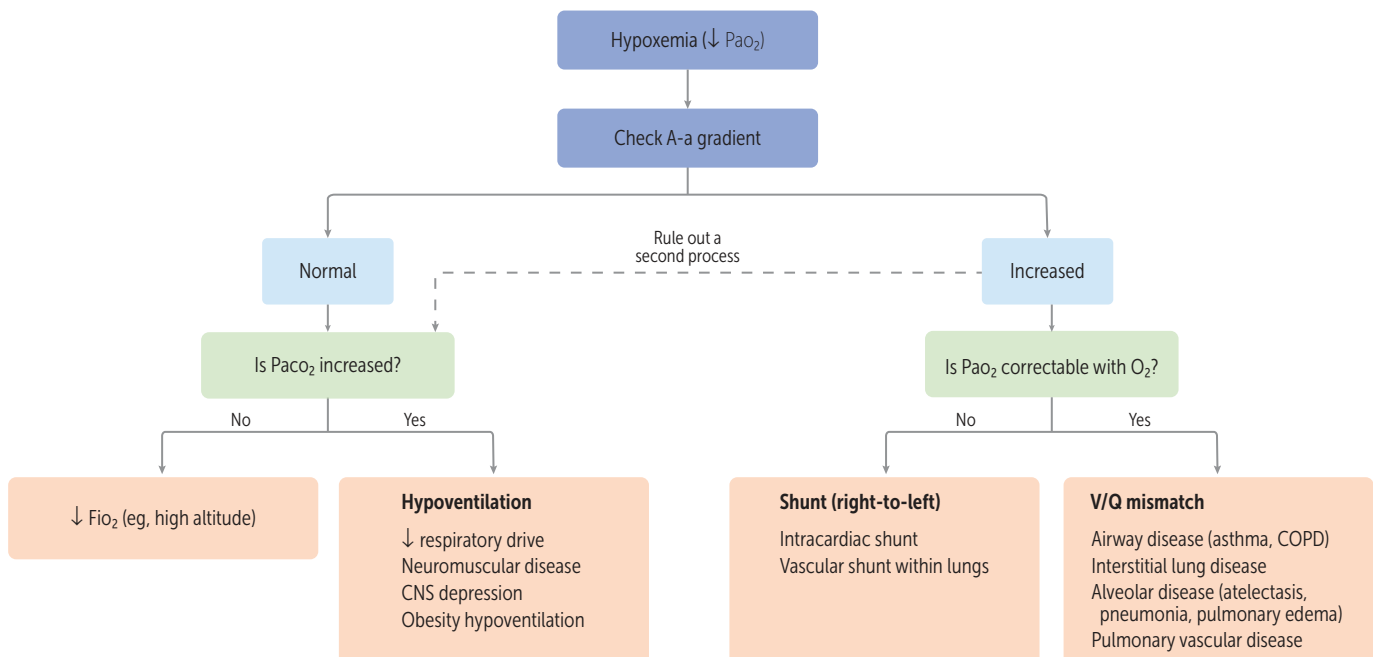 Hypoxemia (↓ Pao₂)
Check A-a gradient
Rule out a
second process
Normal
Increased
Is Paco₂ increased?
Is Pao₂ correctable with O₂?
No
Yes
No
Yes
↓ Fio₂ (eg, high altitude)
Hypoventilation
↓ respiratory drive
Neuromuscular disease
CNS depression
Obesity hypoventilation
Shunt (right-to-left)
Intracardiac shunt
Vascular shunt within lungs
V/Q mismatch
Airway disease (asthma, COPD)
Interstitial lung disease
Alveolar disease (atelectasis,
pneumonia, pulmonary edema)
Pulmonary vascular disease